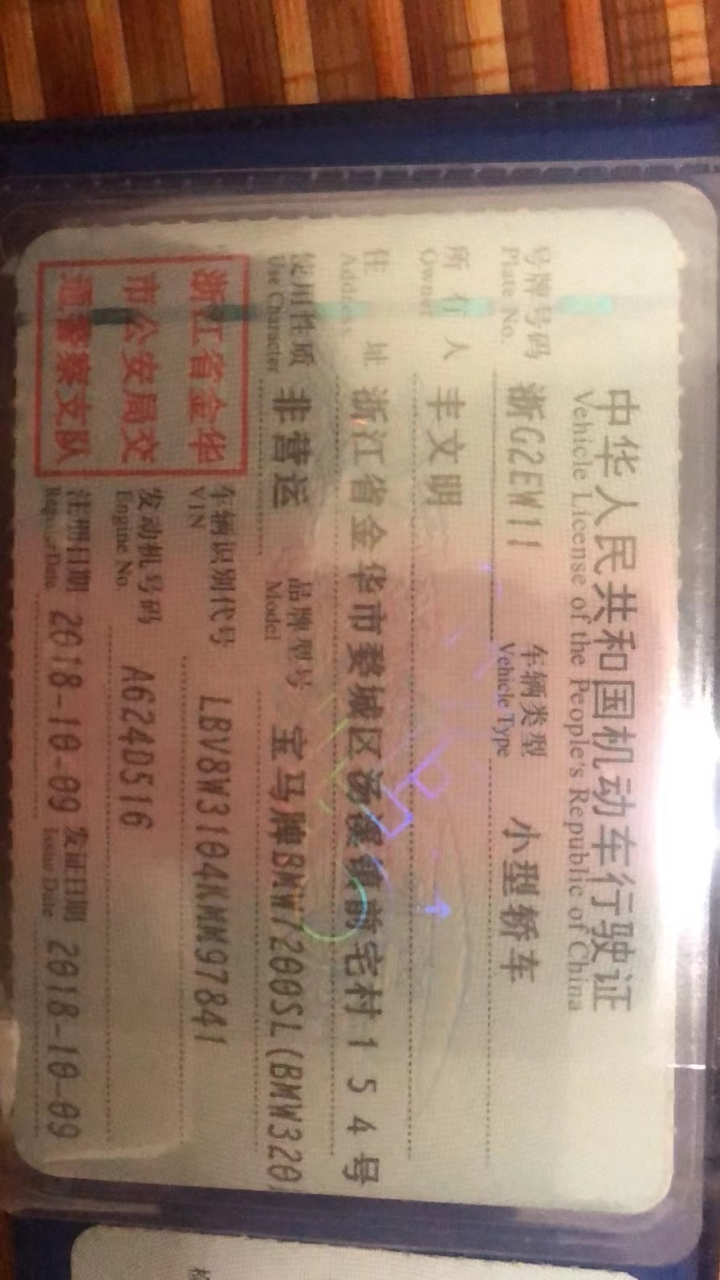 中华人民共和国机动车行驶证
Vehicle License of the People's Republic of China
号牌号码 浙G2EW11 车辆类型 小型轿车
Plate No. Vehicle Type
所有人 丰文明
Owner
住址 浙江省金华市婺城区汤溪镇前宅村154号
Address
使用性质 非营运 品牌型号 宝马牌BMW7200SL(BMW320
Use Character Model
浙江省金华
市公安局交
通警察支队
车辆识别代号 LBV8W3104KMM97841
VIN
发动机号码 A624D516
Engine No.
注册日期 2018-10-09 发证日期 2018-10-09
Register Date Issue Date